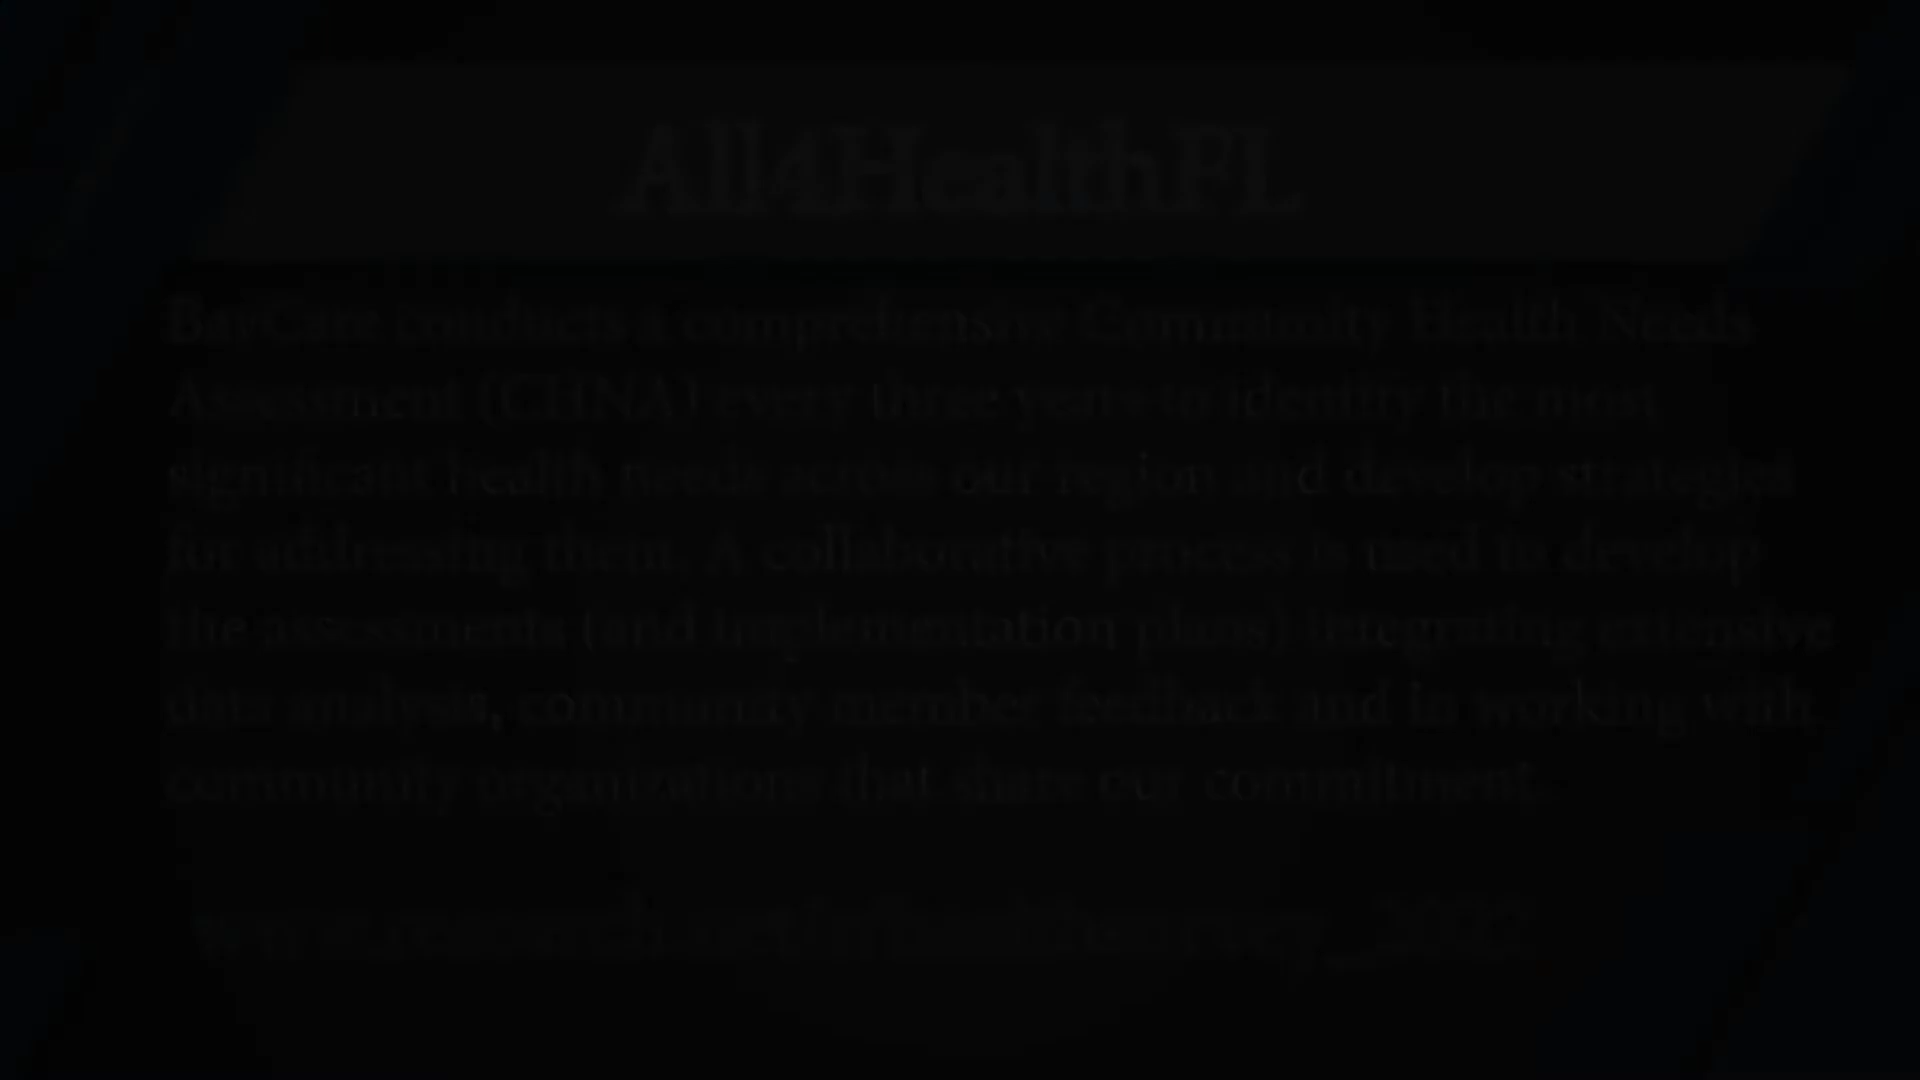 All4HealthFL
BayCare conducts a comprehensive Community Health Needs
Assessment (CHNA) every three years to identify the most
significant health needs across our region and develop strategies
for addressing them. A collaborative process is used to develop
the assessments (and implementation plans) integrating extensive
data analysis, community member feedback and in working with
community organizations that share our commitment.